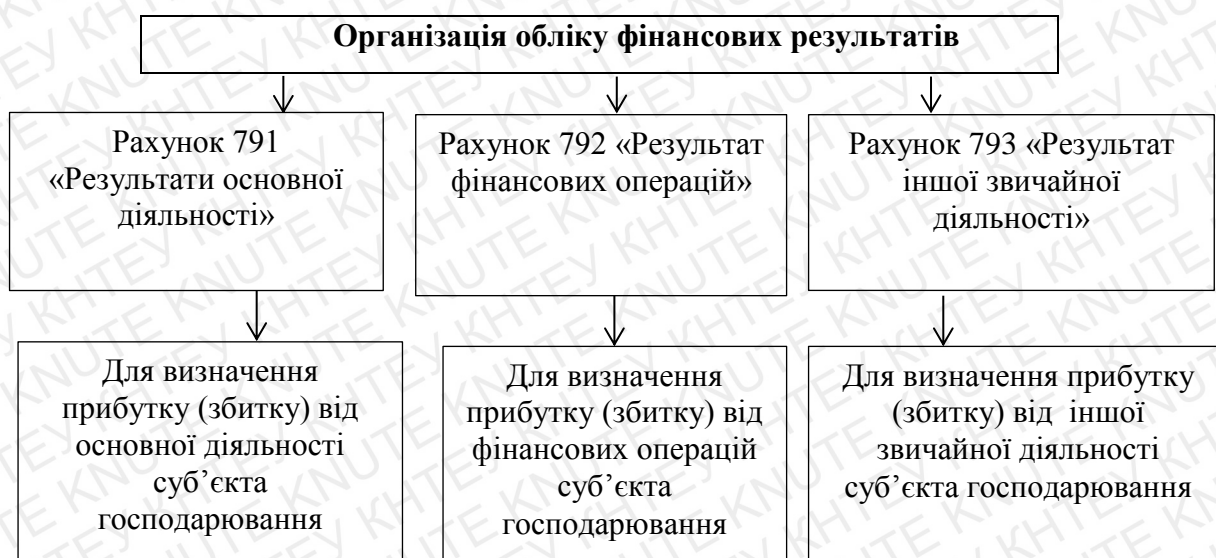 Організація обліку фінансових результатів
Рахунок 791
«Результати основної
діяльності»
Рахунок 792 «Результат
фінансових операцій»
Рахунок 793 «Результат
іншої звичайної
діяльності»
Для визначення
прибутку (збитку) від
основної діяльності
суб’єкта
господарювання
Для визначення
прибутку (збитку) від
фінансових операцій
суб’єкта
господарювання
Для визначення прибутку
(збитку) від іншої
звичайної діяльності
суб’єкта господарювання